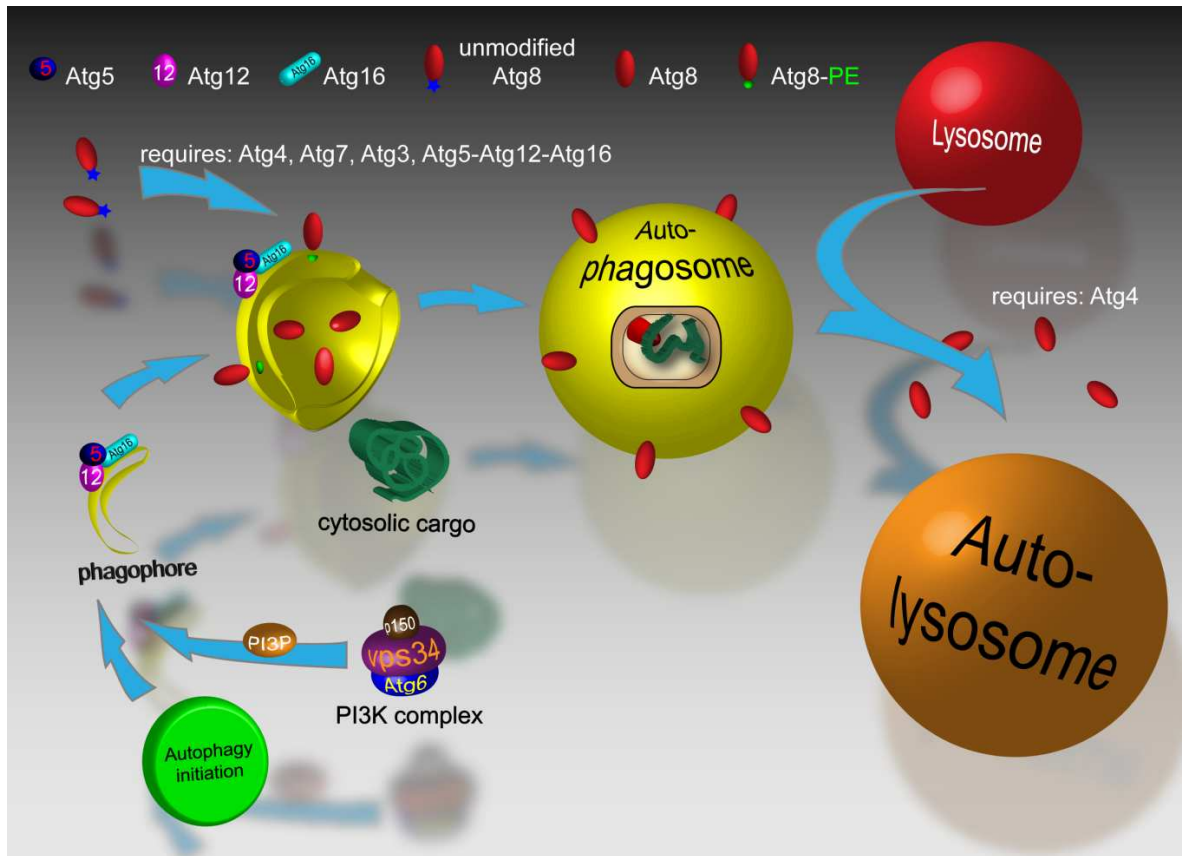 5 Atg5
12 Atg12
Atg16 Atg16
unmodified
Atg8
Atg8
Atg8-PE
Lysosome
requires: Atg4, Atg7, Atg3, Atg5-Atg12-Atg16
5 Atg16
12
Auto-
phagosome
requires: Atg4
5 Atg16
12
phagophore
cytosolic cargo
Auto-
lysosome
PI3P
p150
vps34
Atg6
PI3K complex
Autophagy
initiation